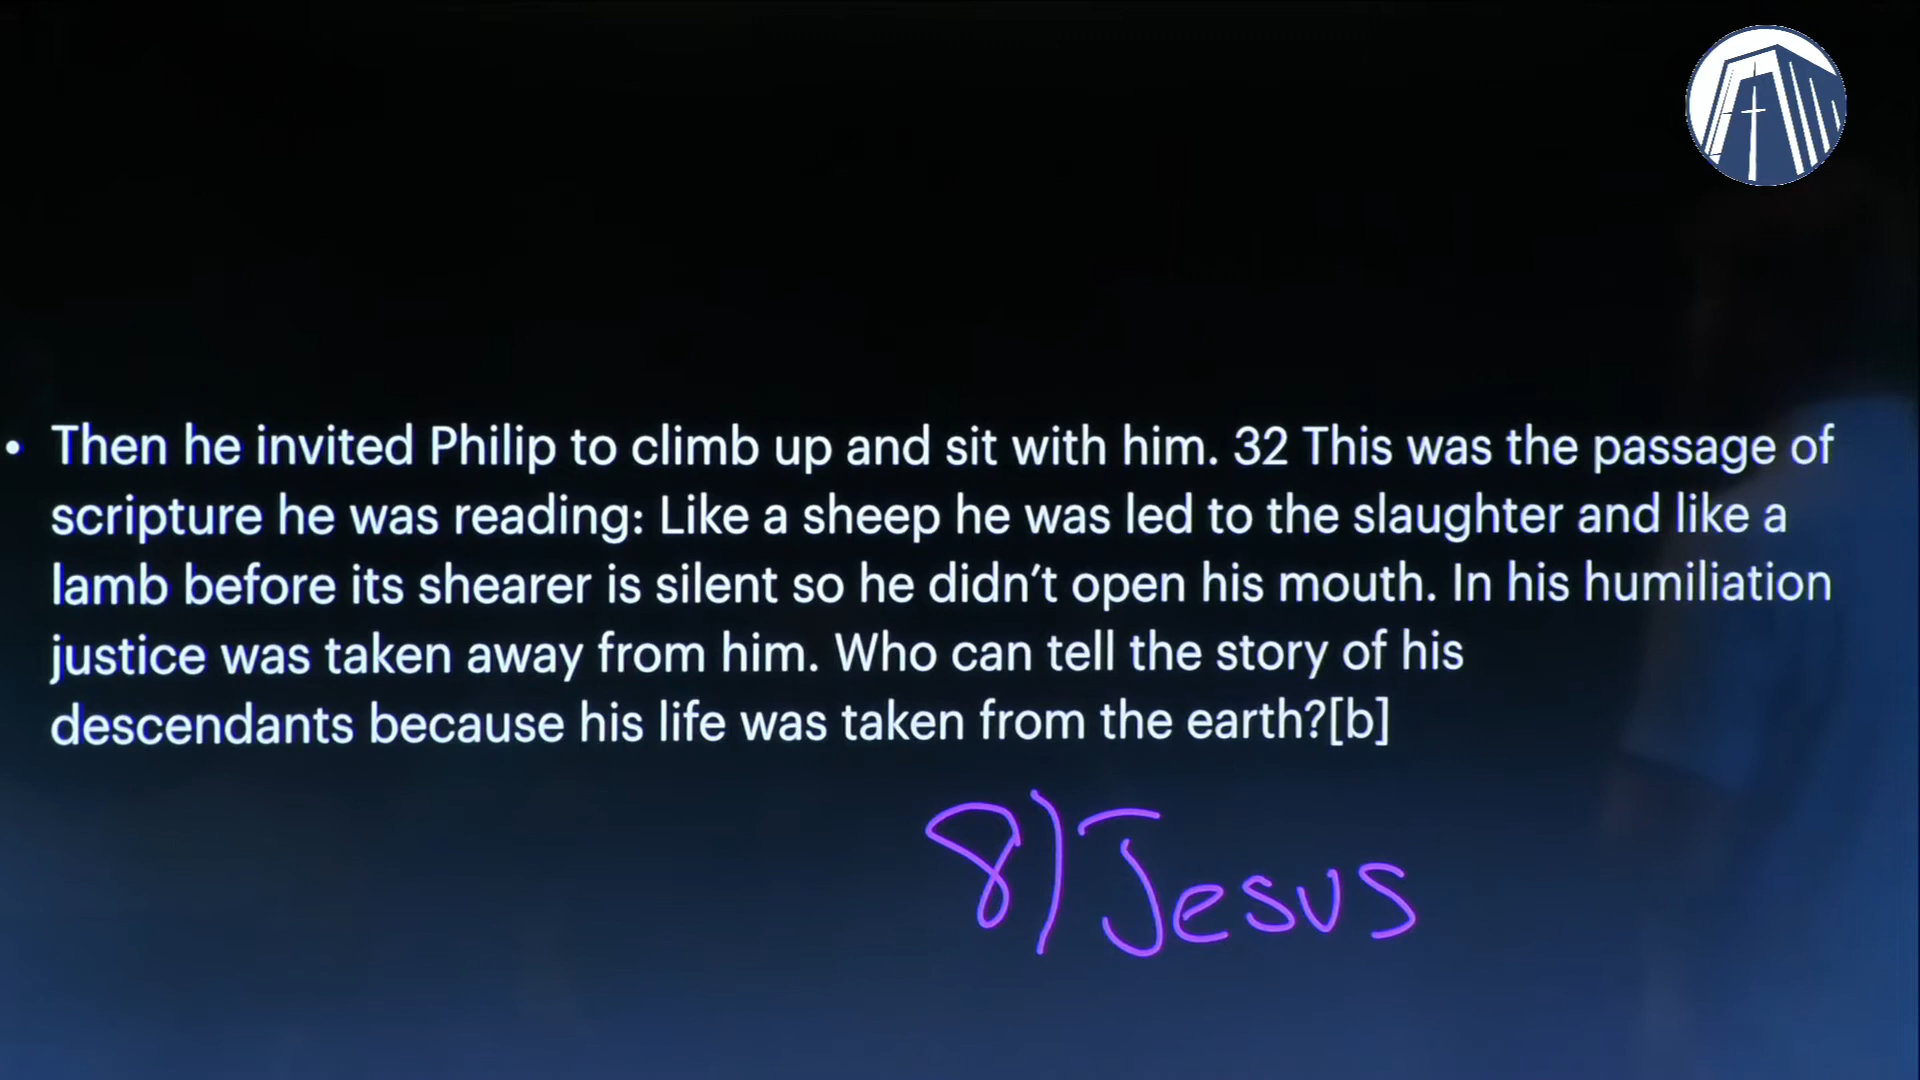 • Then he invited Philip to climb up and sit with him. 32 This was the passage of
scripture he was reading: Like a sheep he was led to the slaughter and like a
lamb before its shearer is silent so he didn’t open his mouth. In his humiliation
justice was taken away from him. Who can tell the story of his
descendants because his life was taken from the earth?[b]
8) Jesus